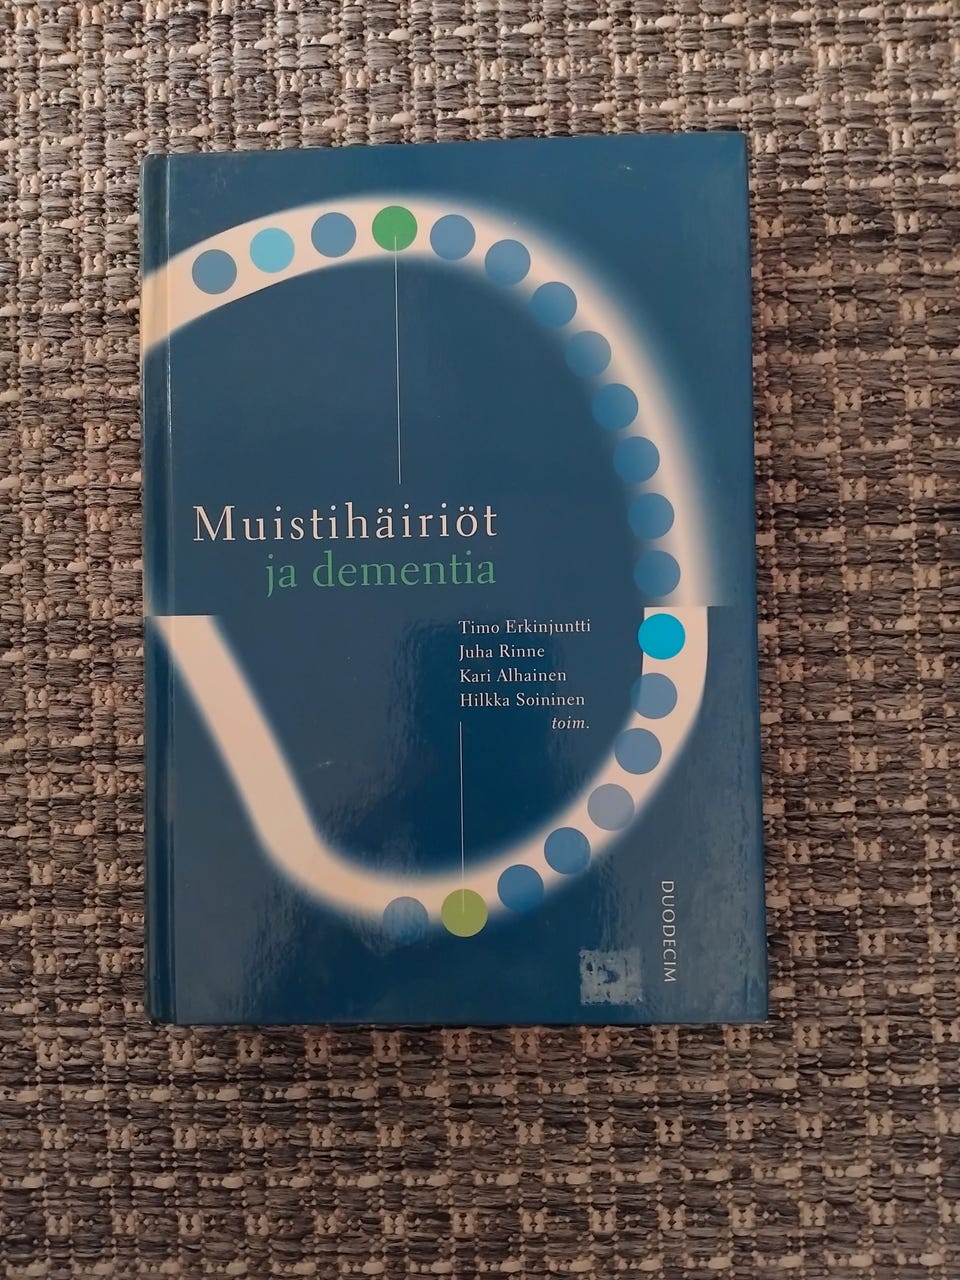 Muistihäiriöt
ja dementia
Timo Erkinjuntti
Juha Rinne
Kari Alhainen
Hilkka Soininen
toim.
DUODECIM